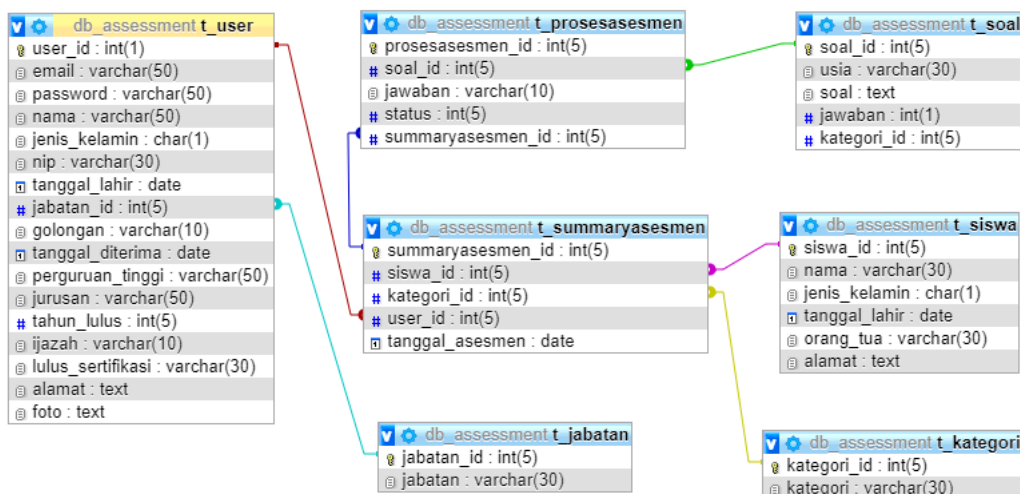 db_assessment t_user
user_id : int(1)
email : varchar(50)
password : varchar(50)
nama : varchar(50)
jenis_kelamin : char(1)
nip : varchar(30)
tanggal_lahir : date
jabatan_id : int(5)
golongan : varchar(10)
tanggal_diterima : date
perguruan_tinggi : varchar(50)
jurusan : varchar(50)
tahun_lulus : int(5)
ijazah : varchar(10)
lulus_sertifikasi : varchar(30)
alamat : text
foto : text
db_assessment t_prosesasesmen
prosesasesmen_id : int(5)
soal_id : int(5)
jawaban : varchar(10)
status : int(5)
summaryasesmen_id : int(5)
db_assessment t_soal
soal_id : int(5)
usia : varchar(30)
soal : text
jawaban : int(1)
kategori_id : int(5)
db_assessment t_summaryasesmen
summaryasesmen_id : int(5)
siswa_id : int(5)
kategori_id : int(5)
user_id : int(5)
tanggal_asesmen : date
db_assessment t_siswa
siswa_id : int(5)
nama : varchar(30)
jenis_kelamin : char(1)
tanggal_lahir : date
orang_tua : varchar(30)
alamat : text
db_assessment t_jabatan
jabatan_id : int(5)
jabatan : varchar(30)
db_assessment t_kategori
kategori_id : int(5)
kategori : varchar(30)